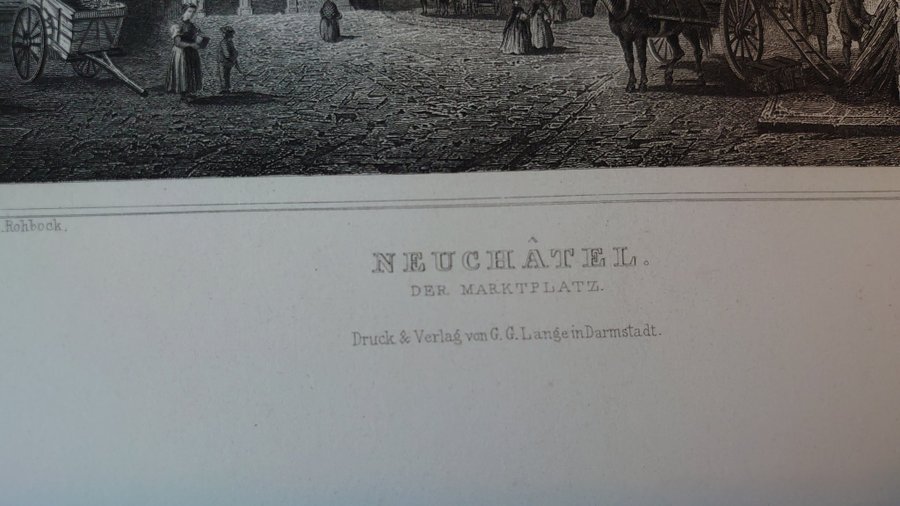 .Rohbock.
NEUCHÂTEL.
DER MARKTPLATZ.
Druck & Verlag von G. G. Lange in Darmstadt.